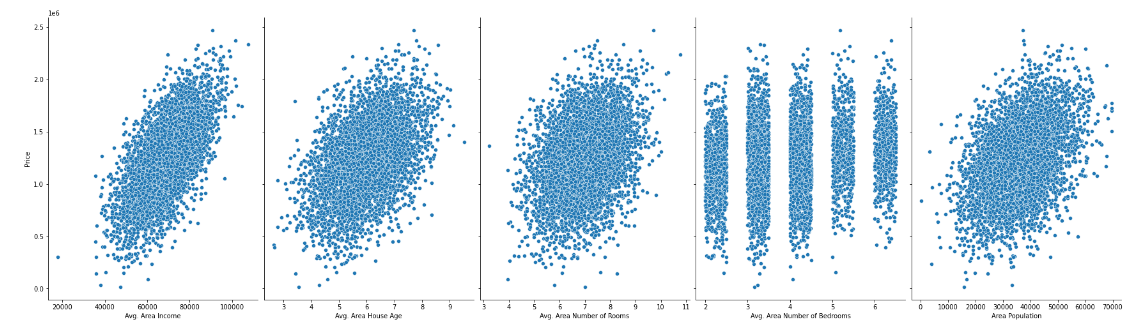 1e6
2.5
2.0
1.5
1.0
0.5
0.0
Price
20000 40000 60000 80000 100000
3 4 5 6 7 8 9
3 4 5 6 7 8 9 10 11
2 3 4 5 6
0 10000 20000 30000 40000 50000 60000 70000
Avg. Area Income
Avg. Area House Age
Avg. Area Number of Rooms
Avg. Area Number of Bedrooms
Area Population